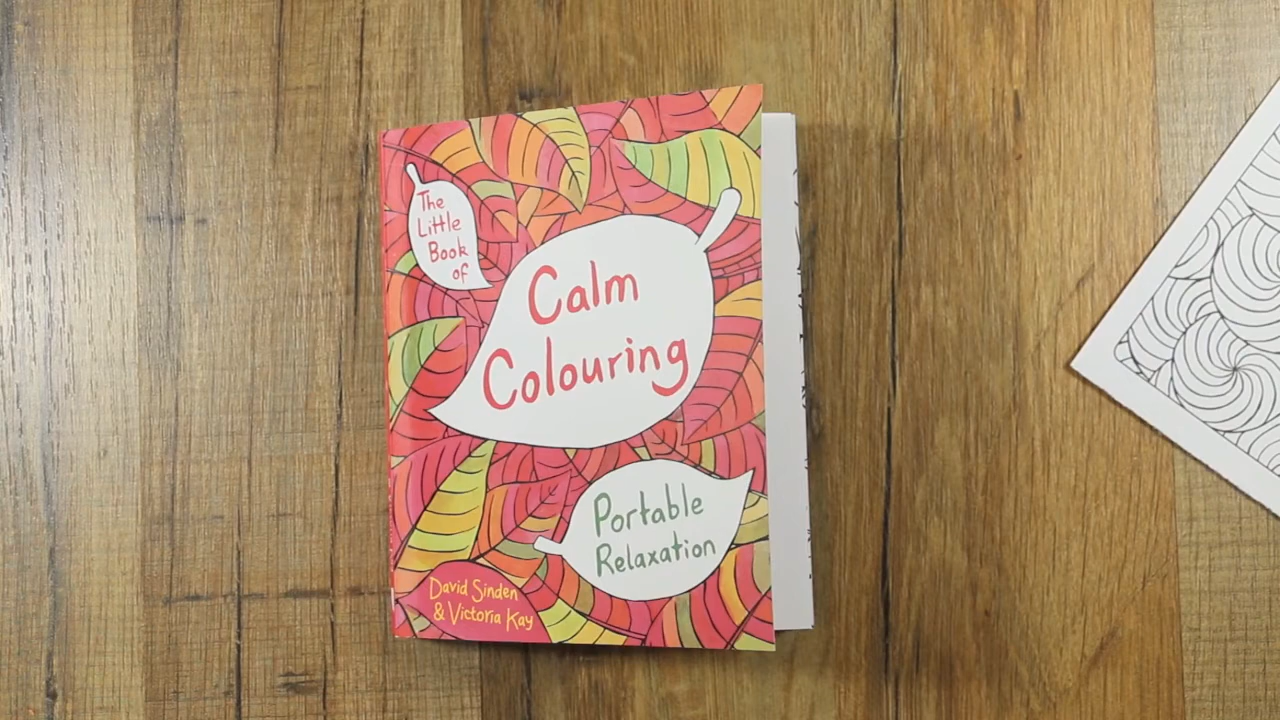 The
Little
Book
of
Calm
Colouring
Portable
Relaxation
David Sinden
& Victoria Kay